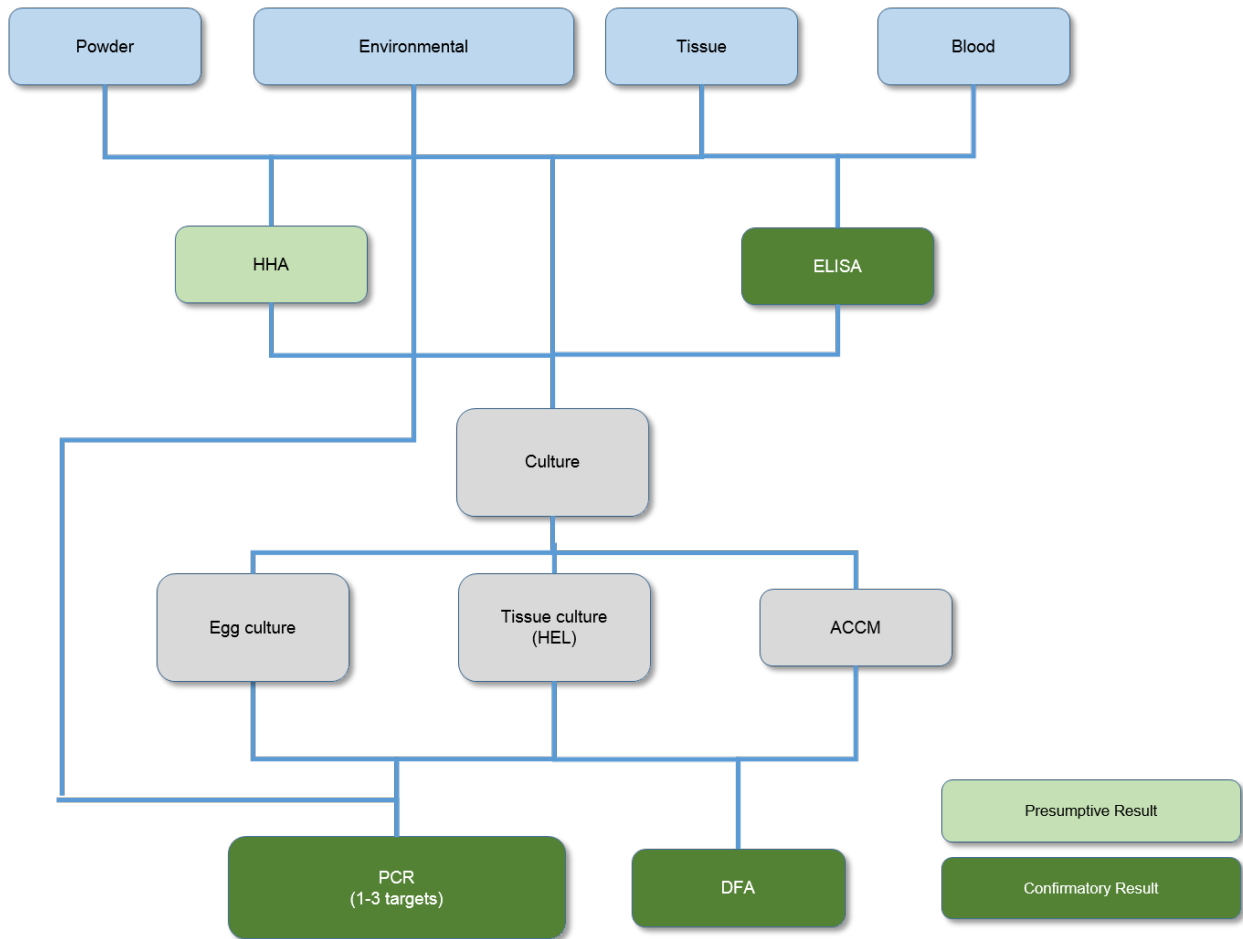 Powder
Environmental
Tissue
Blood
HHA
ELISA
Culture
Egg culture
Tissue culture
(HEL)
ACCM
Presumptive Result
PCR
(1-3 targets)
DFA
Confirmatory Result